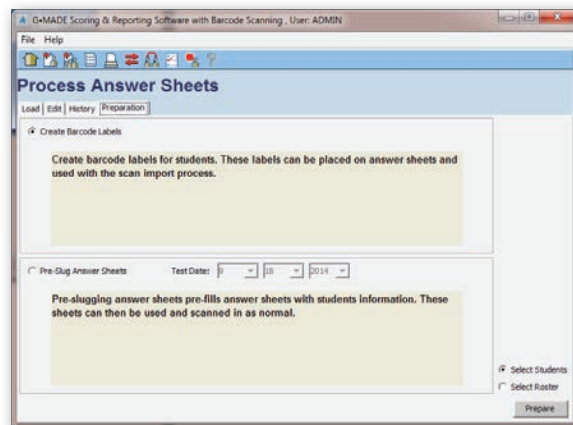 G•MADE Scoring & Reporting Software with Barcode Scanning , User: ADMIN
File Help
Process Answer Sheets
Load Edit History Preparation
Create Barcode Labels
Create barcode labels for students. These labels can be placed on answer sheets and
used with the scan import process.
Pre-Slug Answer Sheets Test Date: 9 18 2014
Pre-slugging answer sheets pre-fills answer sheets with students information. These
sheets can then be used and scanned in as normal.
Select Students
Select Roster
Prepare